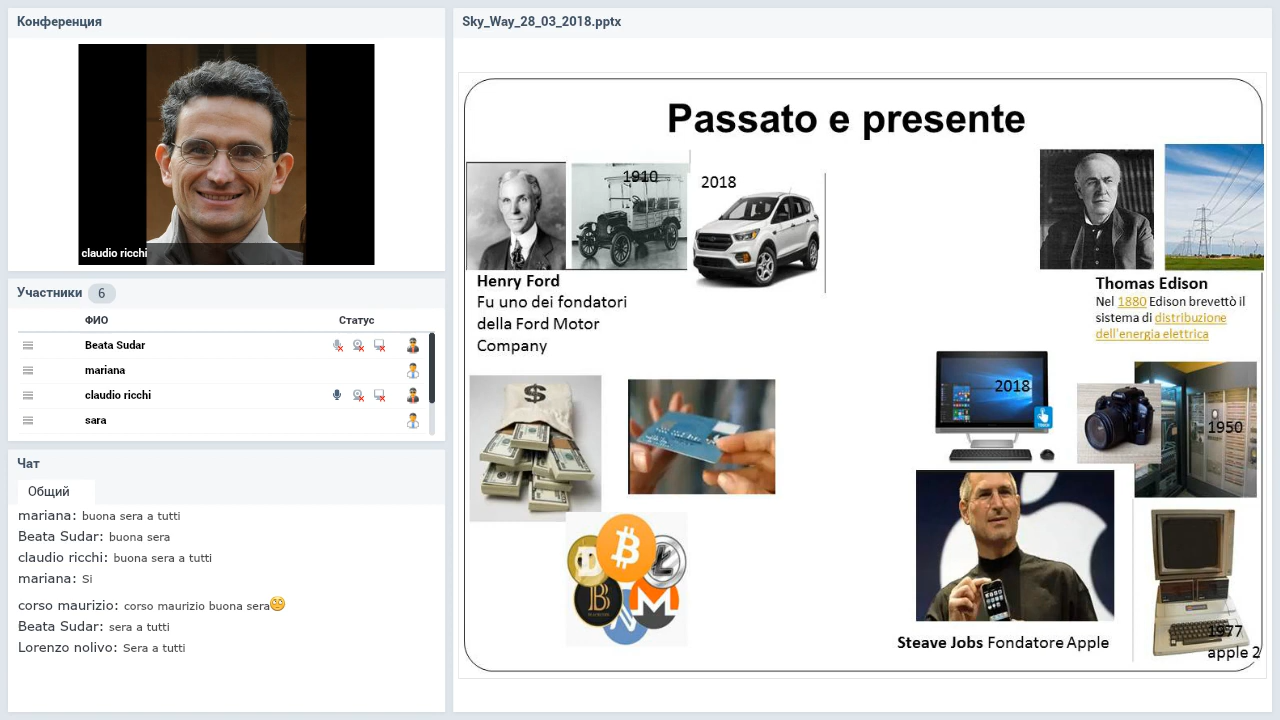 Конференция
claudio ricchi
Участники 6
ФИО Статус
Beata Sudar
mariana
claudio ricchi
sara
Чат
Общий
mariana: buona sera a tutti
Beata Sudar: buona sera
claudio ricchi: buona sera a tutti
mariana: Si
corso maurizio: corso maurizio buona sera
Beata Sudar: sera a tutti
Lorenzo nolivo: Sera a tutti
Sky_Way_28_03_2018.pptx
Passato e presente
1910
2018
Henry Ford
Fu uno dei fondatori
della Ford Motor
Company
Thomas Edison
Nel 1880 Edison brevettò il
sistema di distribuzione
dell'energia elettrica
$
2018
1950
Steave Jobs Fondatore Apple
1977
apple 2